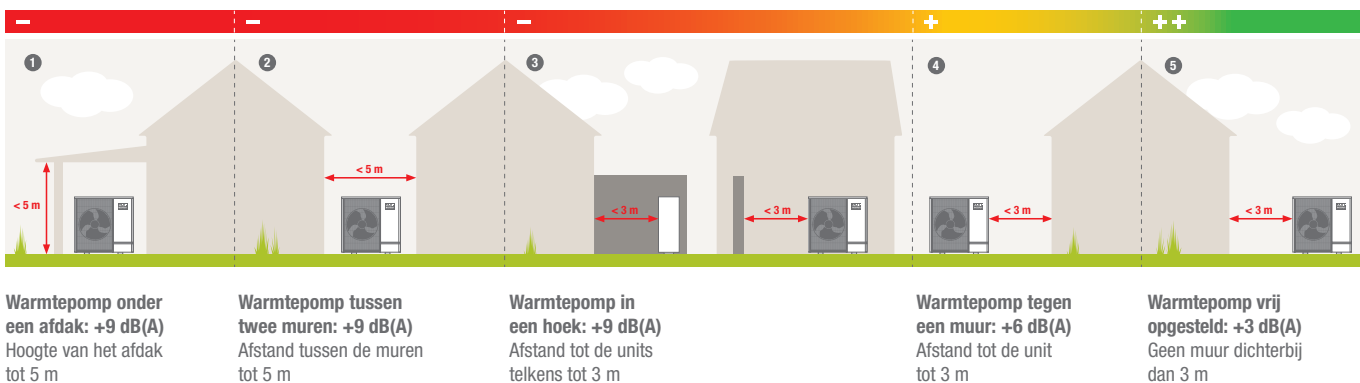 − − − + ++
1 2 3 4 5
< 5 m
< 5 m
< 3 m
< 3 m
< 3 m
< 3 m
Warmtepomp onder
een afdak: +9 dB(A)
Hoogte van het afdak
tot 5 m
Warmtepomp tussen
twee muren: +9 dB(A)
Afstand tussen de muren
tot 5 m
Warmtepomp in
een hoek: +9 dB(A)
Afstand tot de units
telkens tot 3 m
Warmtepomp tegen
een muur: +6 dB(A)
Afstand tot de unit
tot 3 m
Warmtepomp vrij
opgesteld: +3 dB(A)
Geen muur dichterbij
dan 3 m